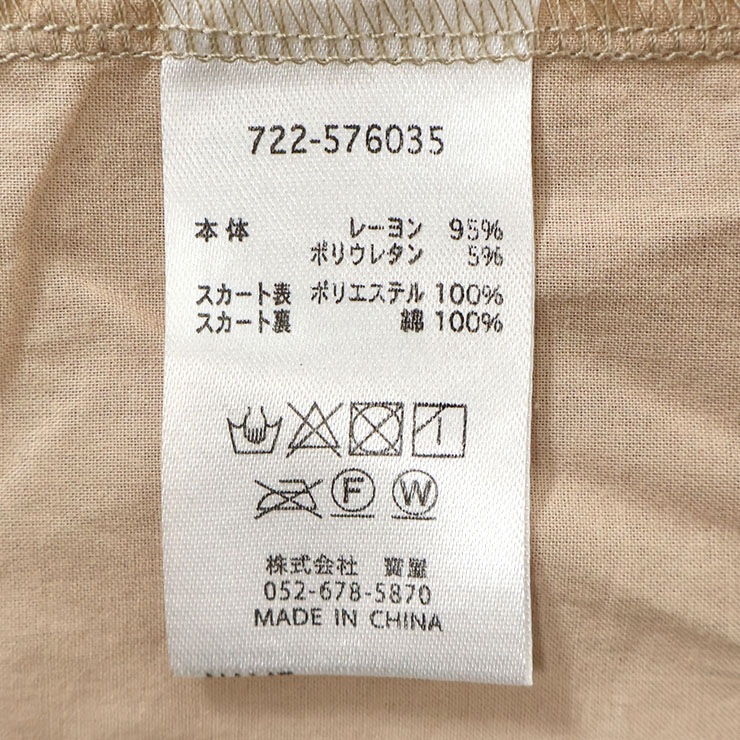 722-576035
本体 レーヨン 95%
ポリウレタン 5%
スカート表 ポリエステル 100%
スカート裏 綿 100%
F W
株式会社
052-678-5870
MADE IN CHINA